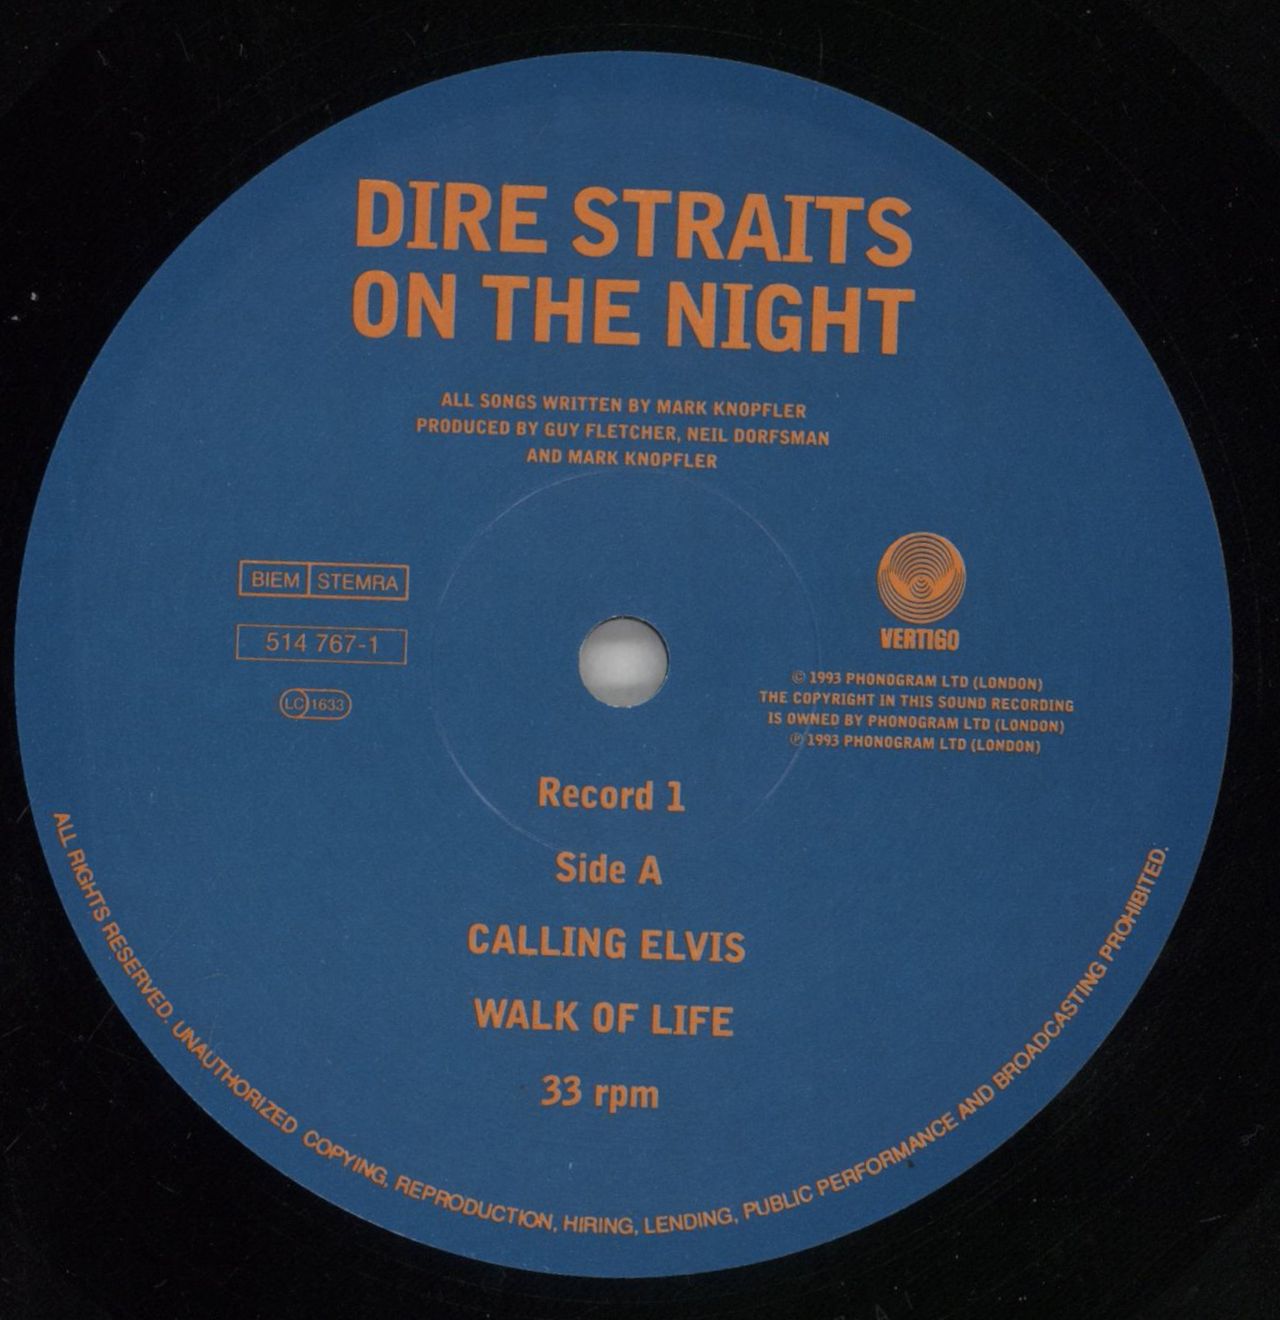 DIRE STRAITS
ON THE NIGHT
ALL SONGS WRITTEN BY MARK KNOPFLER
PRODUCED BY GUY FLETCHER, NEIL DORFSMAN
AND MARK KNOPFLER
BIEM STEMRA
514 767-1
LC 1633
VERTIGO
© 1993 PHONOGRAM LTD (LONDON)
THE COPYRIGHT IN THIS SOUND RECORDING
IS OWNED BY PHONOGRAM LTD (LONDON)
℗ 1993 PHONOGRAM LTD (LONDON)
Record 1
Side A
CALLING ELVIS
WALK OF LIFE
33 rpm
ALL RIGHTS RESERVED. UNAUTHORIZED COPYING, REPRODUCTION, HIRING, LENDING, PUBLIC PERFORMANCE AND BROADCASTING PROHIBITED.